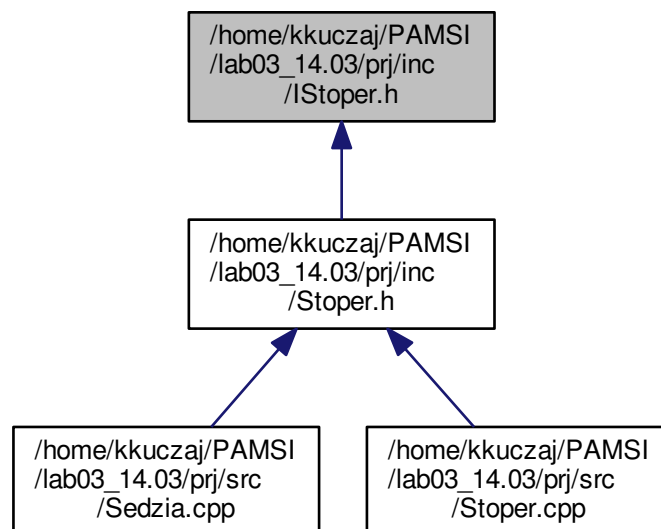 /home/kkuczaj/PAMSI
/lab03_14.03/prj/inc
/IStoper.h
/home/kkuczaj/PAMSI
/lab03_14.03/prj/inc
/Stoper.h
/home/kkuczaj/PAMSI
/lab03_14.03/prj/src
/Sedzia.cpp
/home/kkuczaj/PAMSI
/lab03_14.03/prj/src
/Stoper.cpp